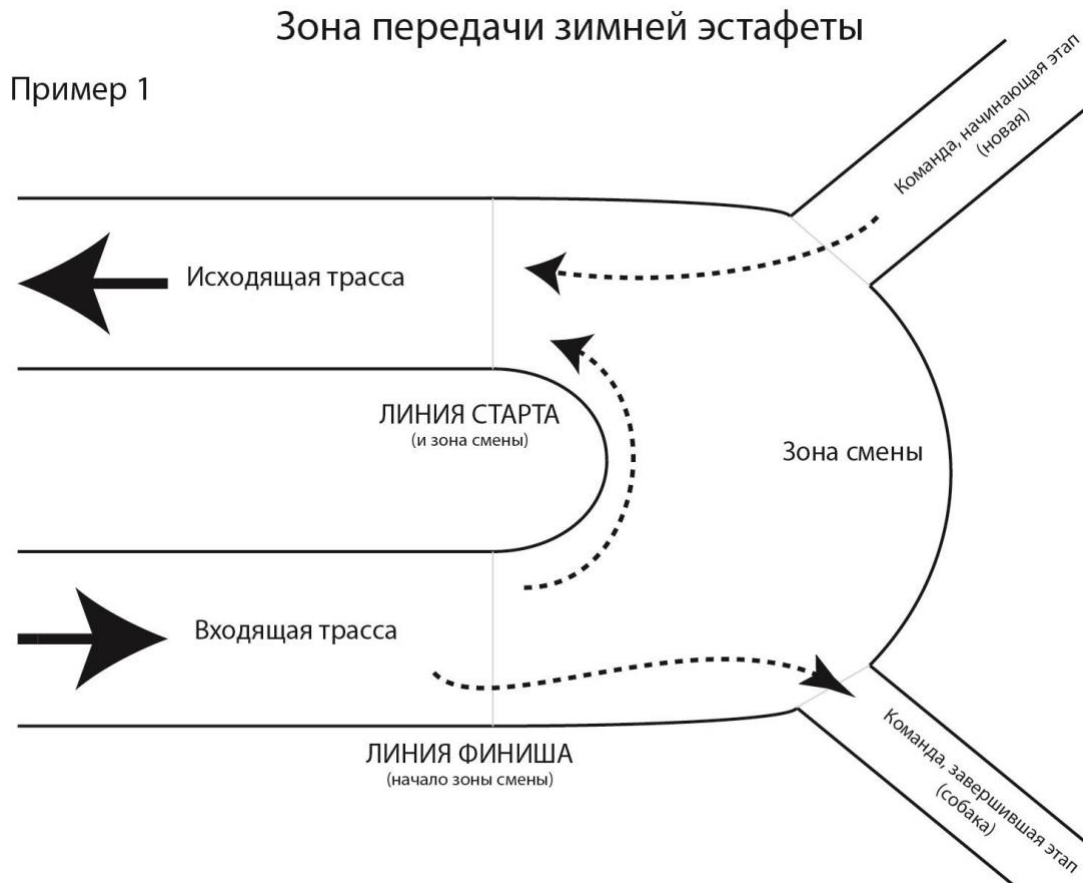 Зона передачи зимней эстафеты
Пример 1
Команда, начинающая этап
(новая)
Исходящая трасса
ЛИНИЯ СТАРТА
(и зона смены)
Зона смены
Входящая трасса
ЛИНИЯ ФИНИША
(начало зоны смены)
Команда, завершившая этап
(собака)